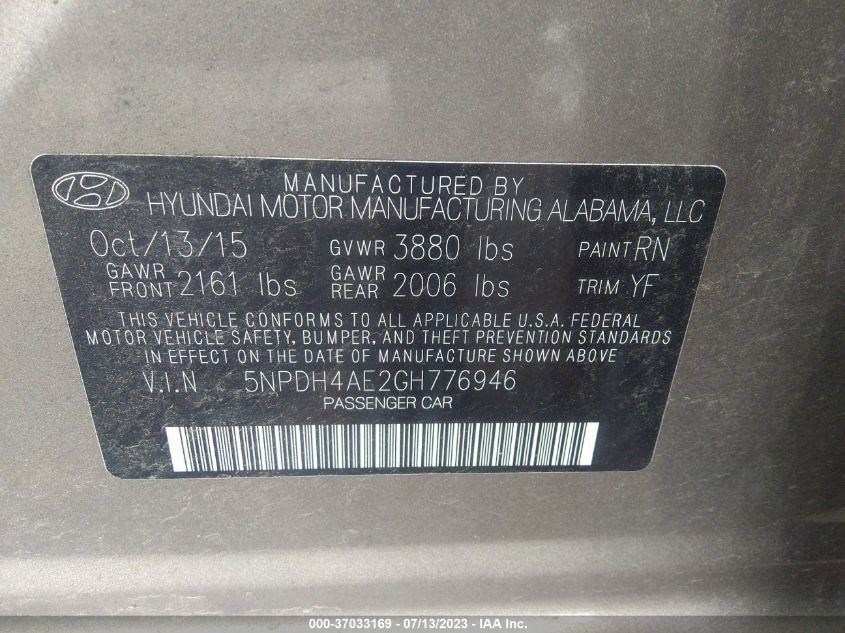 MANUFACTURED BY
HYUNDAI MOTOR MANUFACTURING ALABAMA, LLC
Oct/13/15 GVWR 3880 lbs PAINT RN
GAWR FRONT 2161 lbs GAWR REAR 2006 lbs TRIM YF
THIS VEHICLE CONFORMS TO ALL APPLICABLE U.S.A. FEDERAL
MOTOR VEHICLE SAFETY, BUMPER, AND THEFT PREVENTION STANDARDS
IN EFFECT ON THE DATE OF MANUFACTURE SHOWN ABOVE
V.I.N 5NPDH4AE2GH776946
PASSENGER CAR
000-37033169 - 07/13/2023 - IAA Inc.